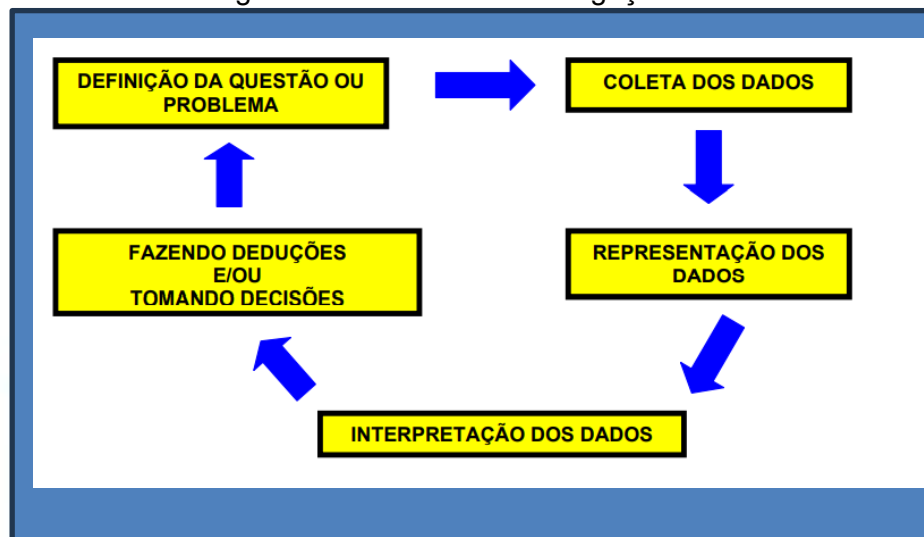 DEFINIÇÃO DA QUESTÃO OU
PROBLEMA
COLETA DOS DADOS
FAZENDO DEDUÇÕES
E/OU
TOMANDO DECISÕES
REPRESENTAÇÃO DOS
DADOS
INTERPRETAÇÃO DOS DADOS